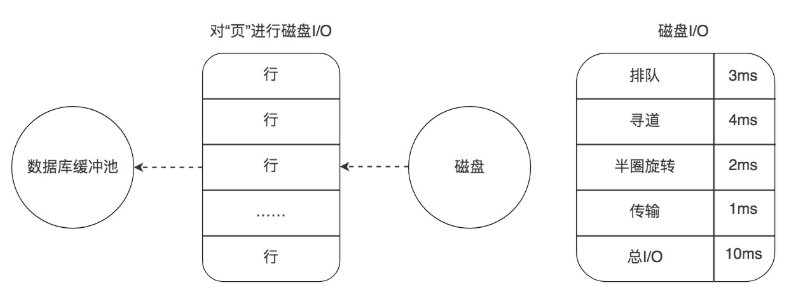 对“页”进行磁盘I/O
行
行
行
……
行
数据库缓冲池
磁盘
磁盘I/O
排队 3ms
寻道 4ms
半圈旋转 2ms
传输 1ms
总I/O 10ms